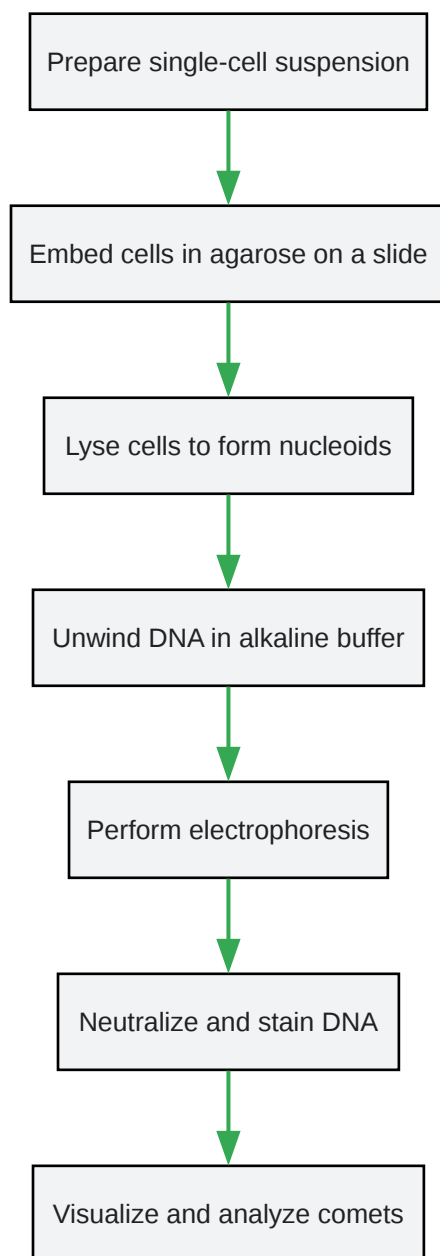 Prepare single-cell suspension
Embed cells in agarose on a slide
Lyse cells to form nucleoids
Unwind DNA in alkaline buffer
Perform electrophoresis
Neutralize and stain DNA
Visualize and analyze comets